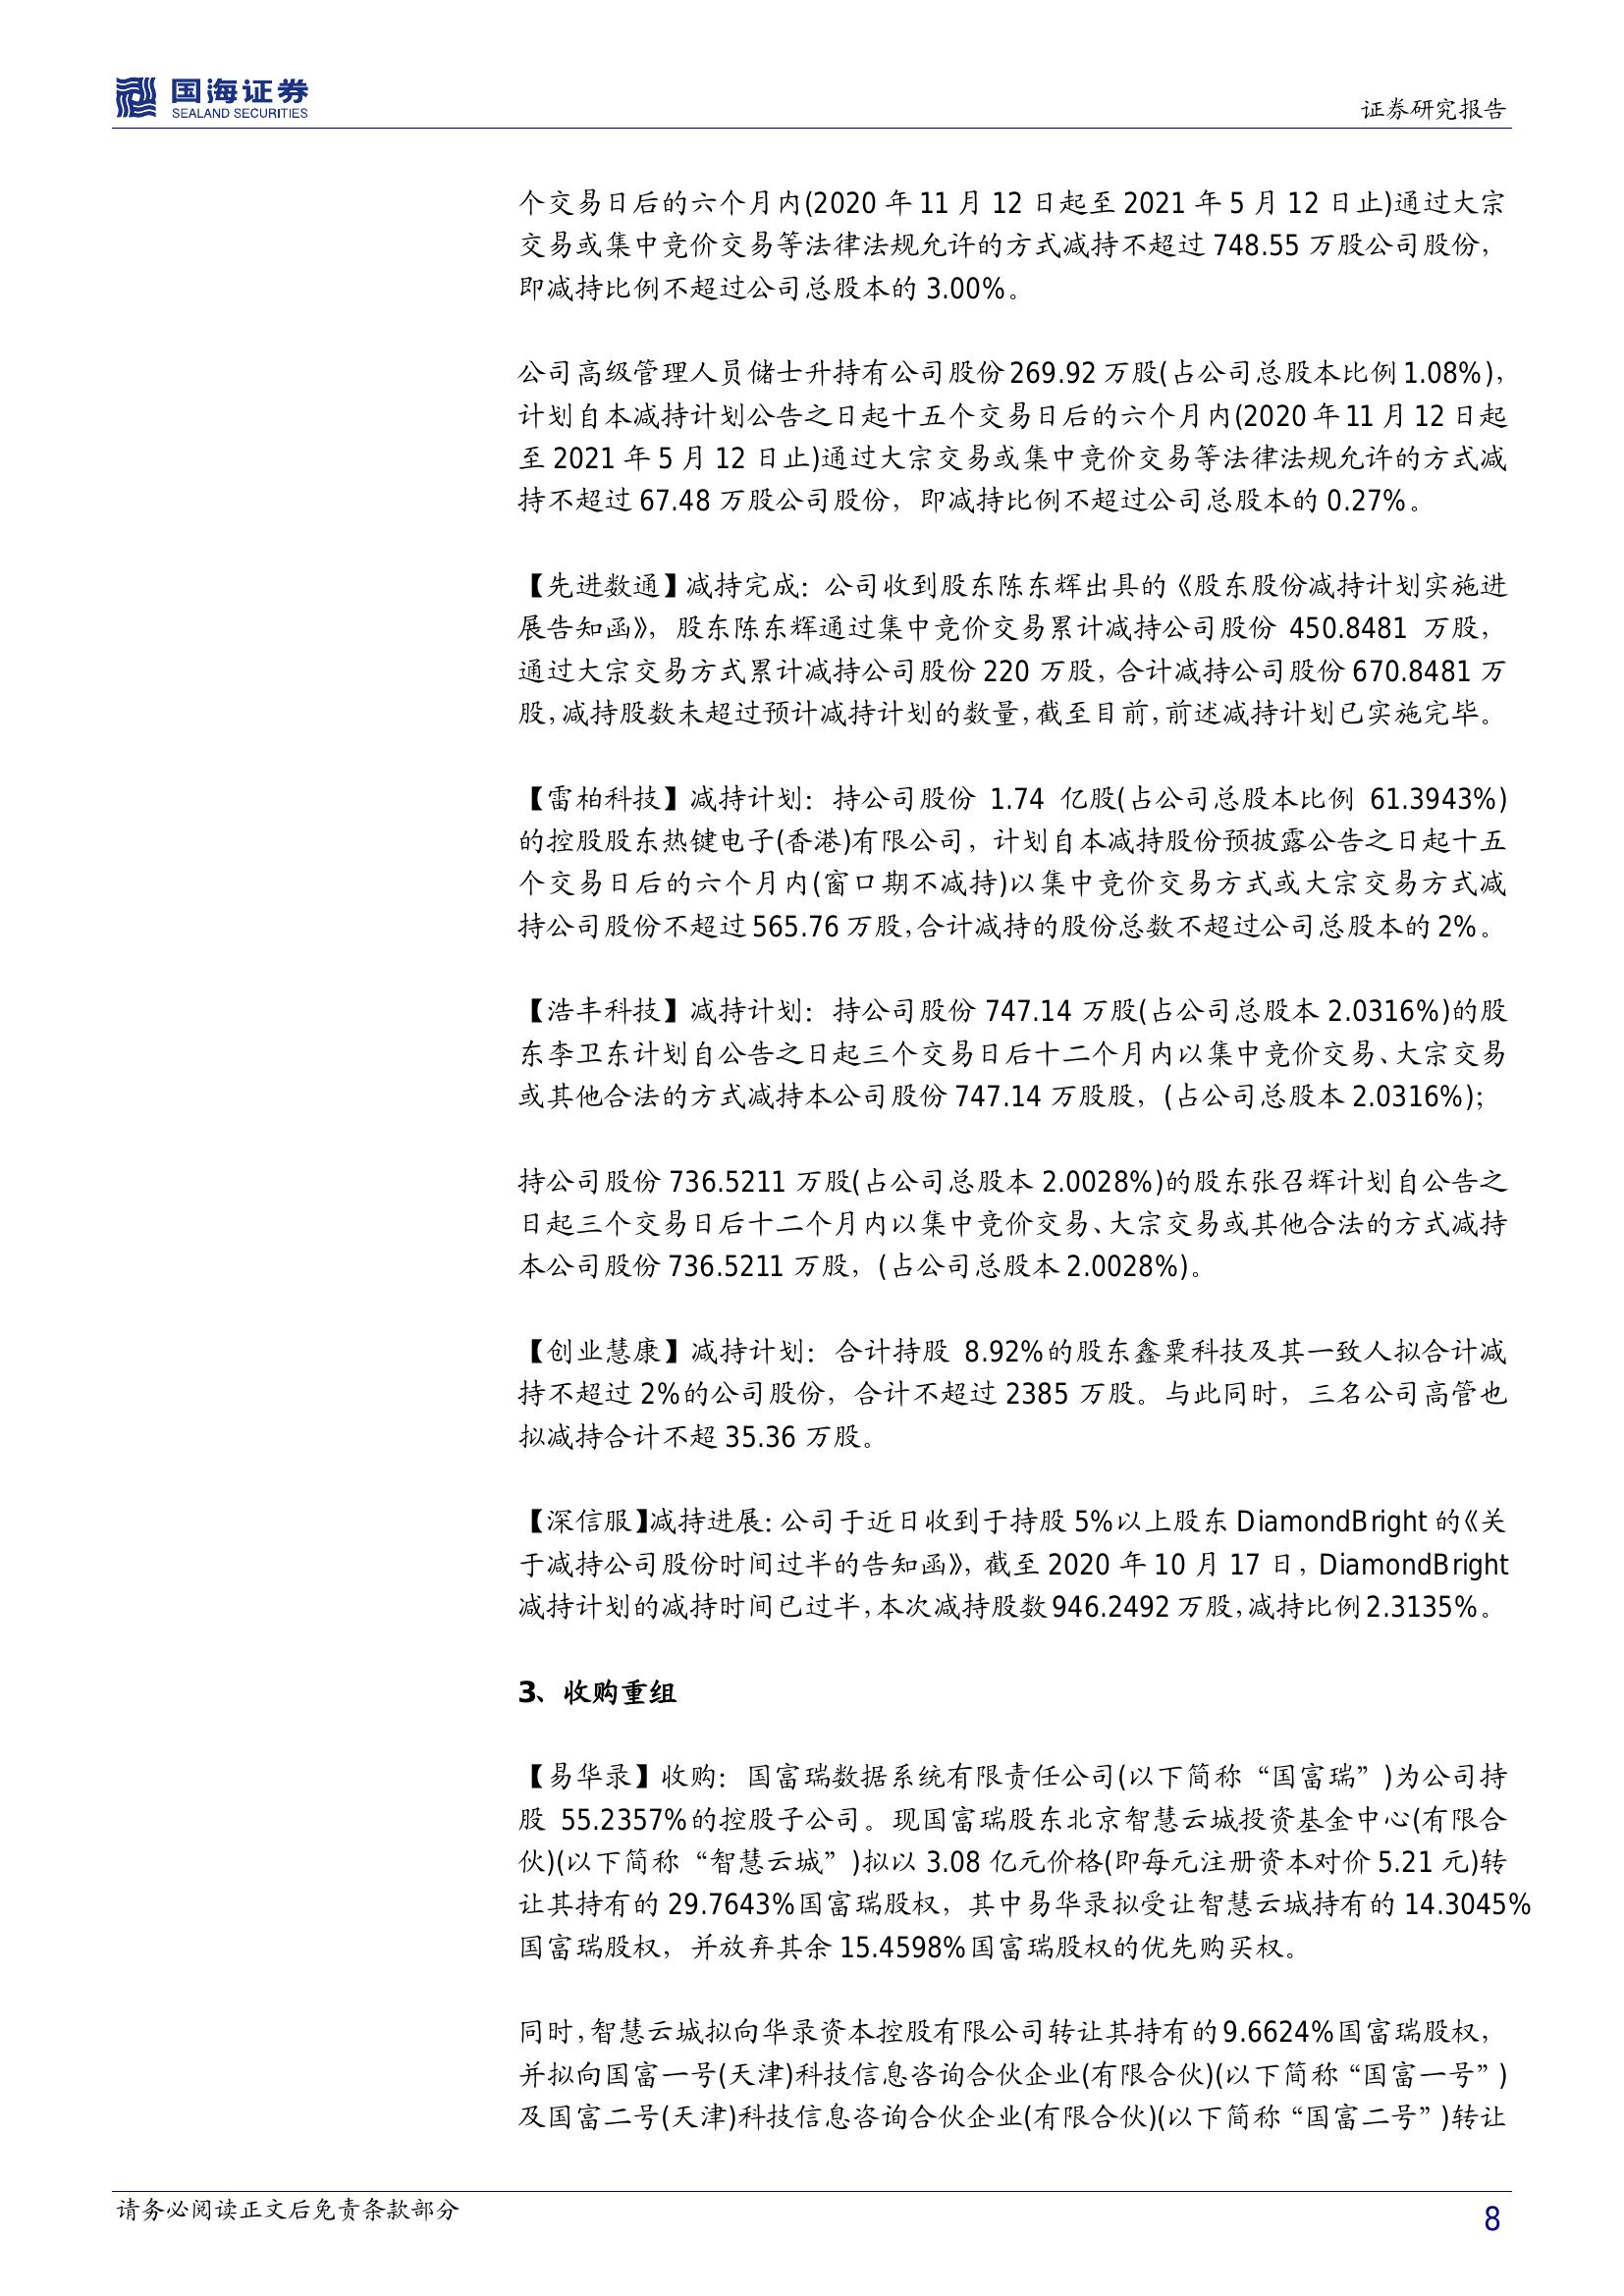 国海证券
SEALAND SECURITIES
证券研究报告
个交易日后的六个月内(2020 年 11 月 12 日起至 2021 年 5 月 12 日止)通过大宗
交易或集中竞价交易等法律法规允许的方式减持不超过 748.55 万股公司股份，
即减持比例不超过公司总股本的 3.00%。
公司高级管理人员储士升持有公司股份 269.92 万股(占公司总股本比例 1.08%)，
计划自本减持计划公告之日起十五个交易日后的六个月内(2020 年 11 月 12 日起
至 2021 年 5 月 12 日止)通过大宗交易或集中竞价交易等法律法规允许的方式减
持不超过 67.48 万股公司股份，即减持比例不超过公司总股本的 0.27%。
【先进数通】减持完成：公司收到股东陈东辉出具的《股东股份减持计划实施进
展告知函》，股东陈东辉通过集中竞价交易累计减持公司股份 450.8481 万股，
通过大宗交易方式累计减持公司股份 220 万股，合计减持公司股份 670.8481 万
股，减持股数未超过预计减持计划的数量，截至目前，前述减持计划已实施完毕。
【雷柏科技】减持计划：持公司股份 1.74 亿股(占公司总股本比例 61.3943%)
的控股股东热键电子(香港)有限公司，计划自本减持股份预披露公告之日起十五
个交易日后的六个月内(窗口期不减持)以集中竞价交易方式或大宗交易方式减
持公司股份不超过 565.76 万股，合计减持的股份总数不超过公司总股本的 2%。
【浩丰科技】减持计划：持公司股份 747.14 万股(占公司总股本 2.0316%)的股
东李卫东计划自公告之日起三个交易日后十二个月内以集中竞价交易、大宗交易
或其他合法的方式减持本公司股份 747.14 万股股，(占公司总股本 2.0316%)；
持公司股份 736.5211 万股(占公司总股本 2.0028%)的股东张召辉计划自公告之
日起三个交易日后十二个月内以集中竞价交易、大宗交易或其他合法的方式减持
本公司股份 736.5211 万股，(占公司总股本 2.0028%)。
【创业慧康】减持计划：合计持股 8.92%的股东鑫粟科技及其一致人拟合计减
持不超过 2%的公司股份，合计不超过 2385 万股。与此同时，三名公司高管也
拟减持合计不超 35.36 万股。
【深信服】减持进展：公司于近日收到于持股 5%以上股东 DiamondBright 的《关
于减持公司股份时间过半的告知函》，截至 2020 年 10 月 17 日，DiamondBright
减持计划的减持时间已过半，本次减持股数 946.2492 万股，减持比例 2.3135%。
3、收购重组
【易华录】收购：国富瑞数据系统有限责任公司(以下简称“国富瑞”)为公司持
股 55.2357%的控股子公司。现国富瑞股东北京智慧云城投资基金中心(有限合
伙)(以下简称“智慧云城”)拟以 3.08 亿元价格(即每元注册资本对价 5.21 元)转
让其持有的 29.7643%国富瑞股权，其中易华录拟受让智慧云城持有的 14.3045%
国富瑞股权，并放弃其余 15.4598%国富瑞股权的优先购买权。
同时，智慧云城拟向华录资本控股有限公司转让其持有的 9.6624%国富瑞股权，
并拟向国富一号(天津)科技信息咨询合伙企业(有限合伙)(以下简称“国富一号”)
及国富二号(天津)科技信息咨询合伙企业(有限合伙)(以下简称“国富二号”)转让
请务必阅读正文后免责条款部分
8